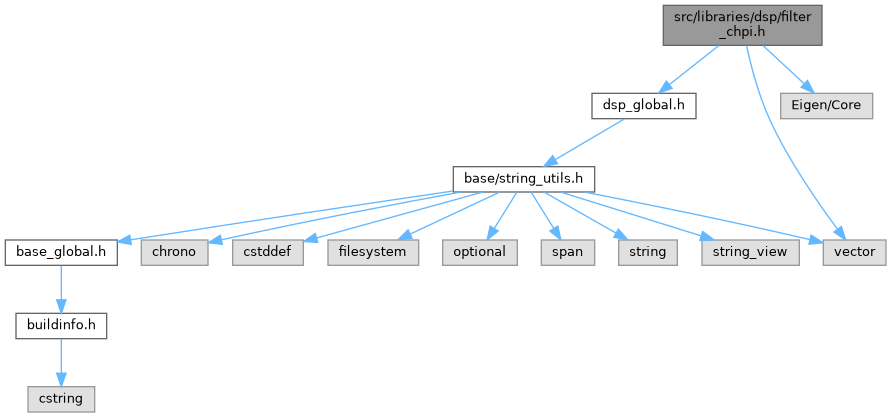 src/libraries/dsp/filter
_chpi.h
dsp_global.h
Eigen/Core
base/string_utils.h
base_global.h
chrono
cstddef
filesystem
optional
span
string
string_view
vector
buildinfo.h
cstring